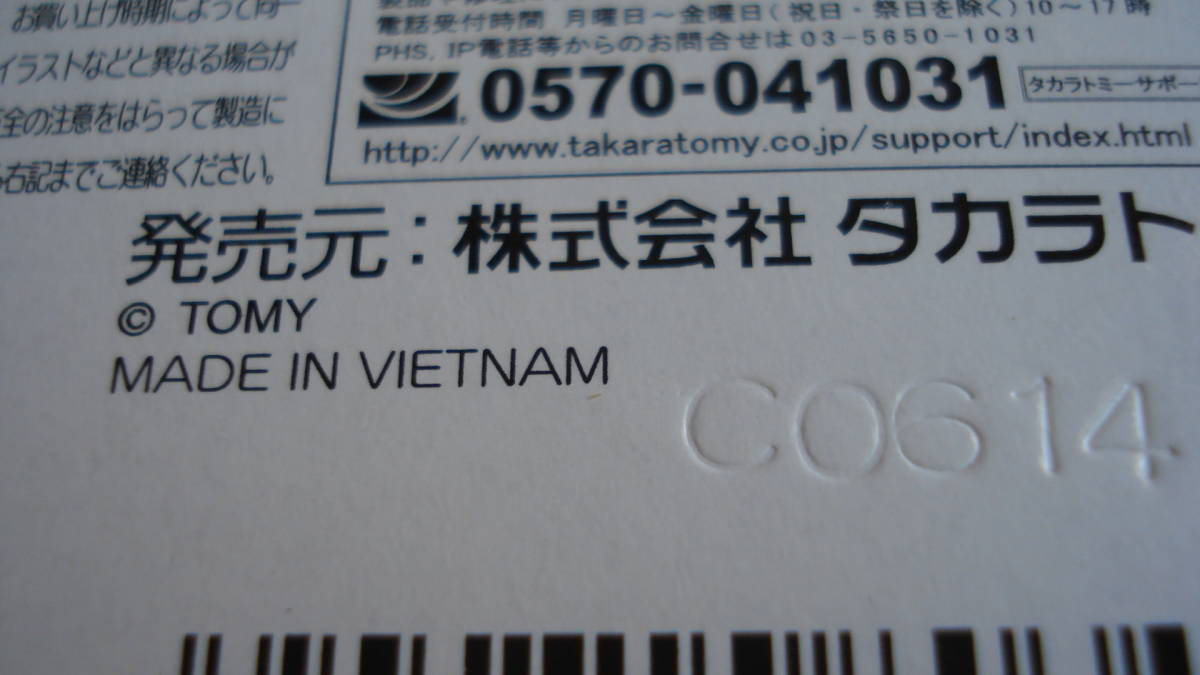 お買い上げ時期によって同一
イラストなどと異なる場合が
全の注意をはらって製造に
右記までご連絡ください。
電話受付時間 月曜日～金曜日(祝日・祭日を除く)10～17時
PHS, IP電話等からのお問合せは03-5650-1031
0570-041031 タカラトミーサポー
http://www.takaratomy.co.jp/support/index.html
発売元：株式会社 タカラト
© TOMY
MADE IN VIETNAM
C0614